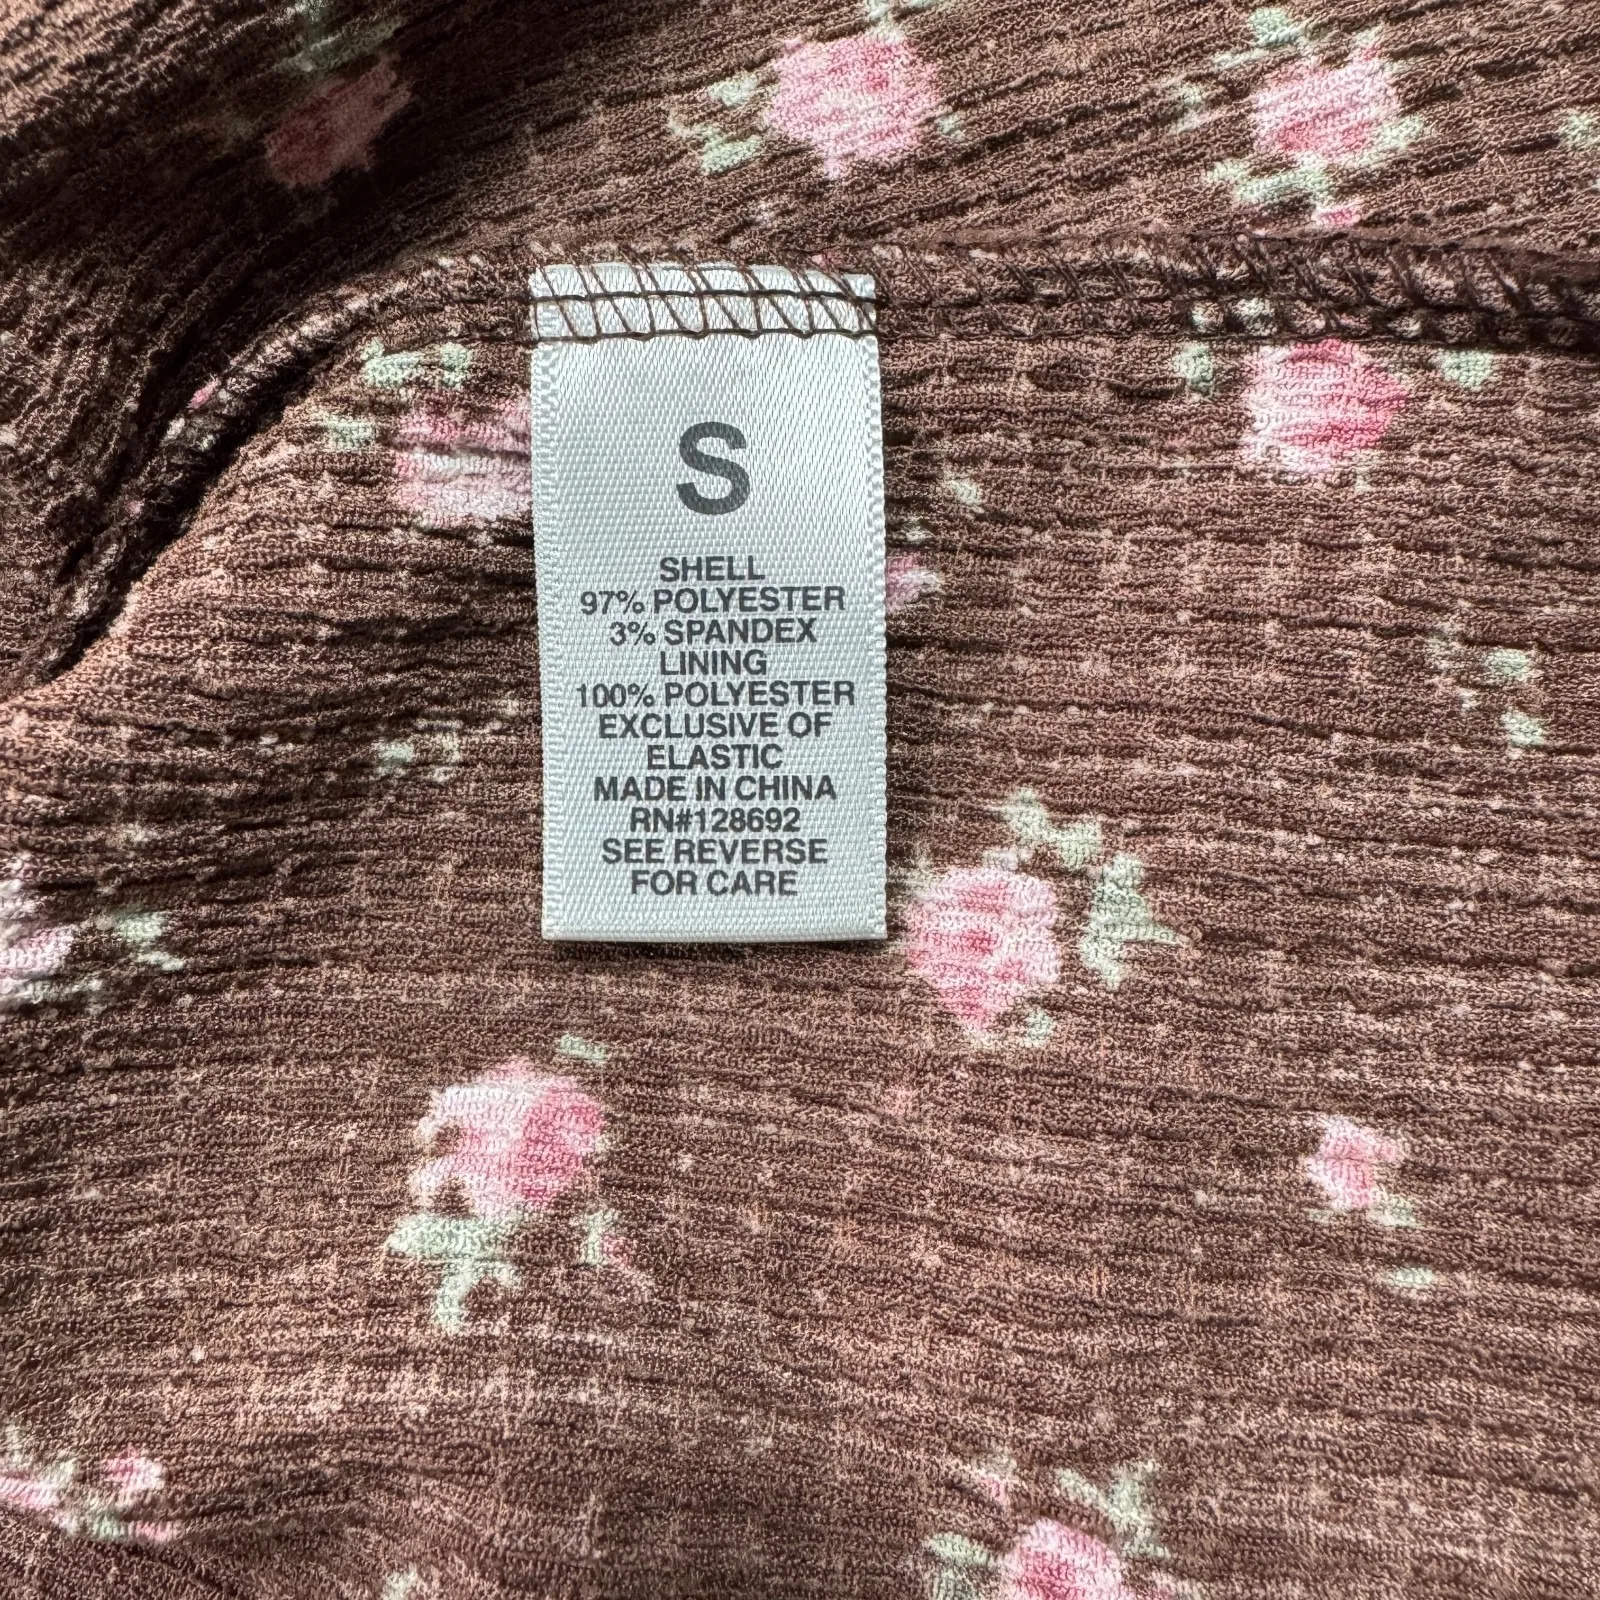 S
SHELL
97% POLYESTER
3% SPANDEX
LINING
100% POLYESTER
EXCLUSIVE OF
ELASTIC
MADE IN CHINA
RN#128692
SEE REVERSE
FOR CARE